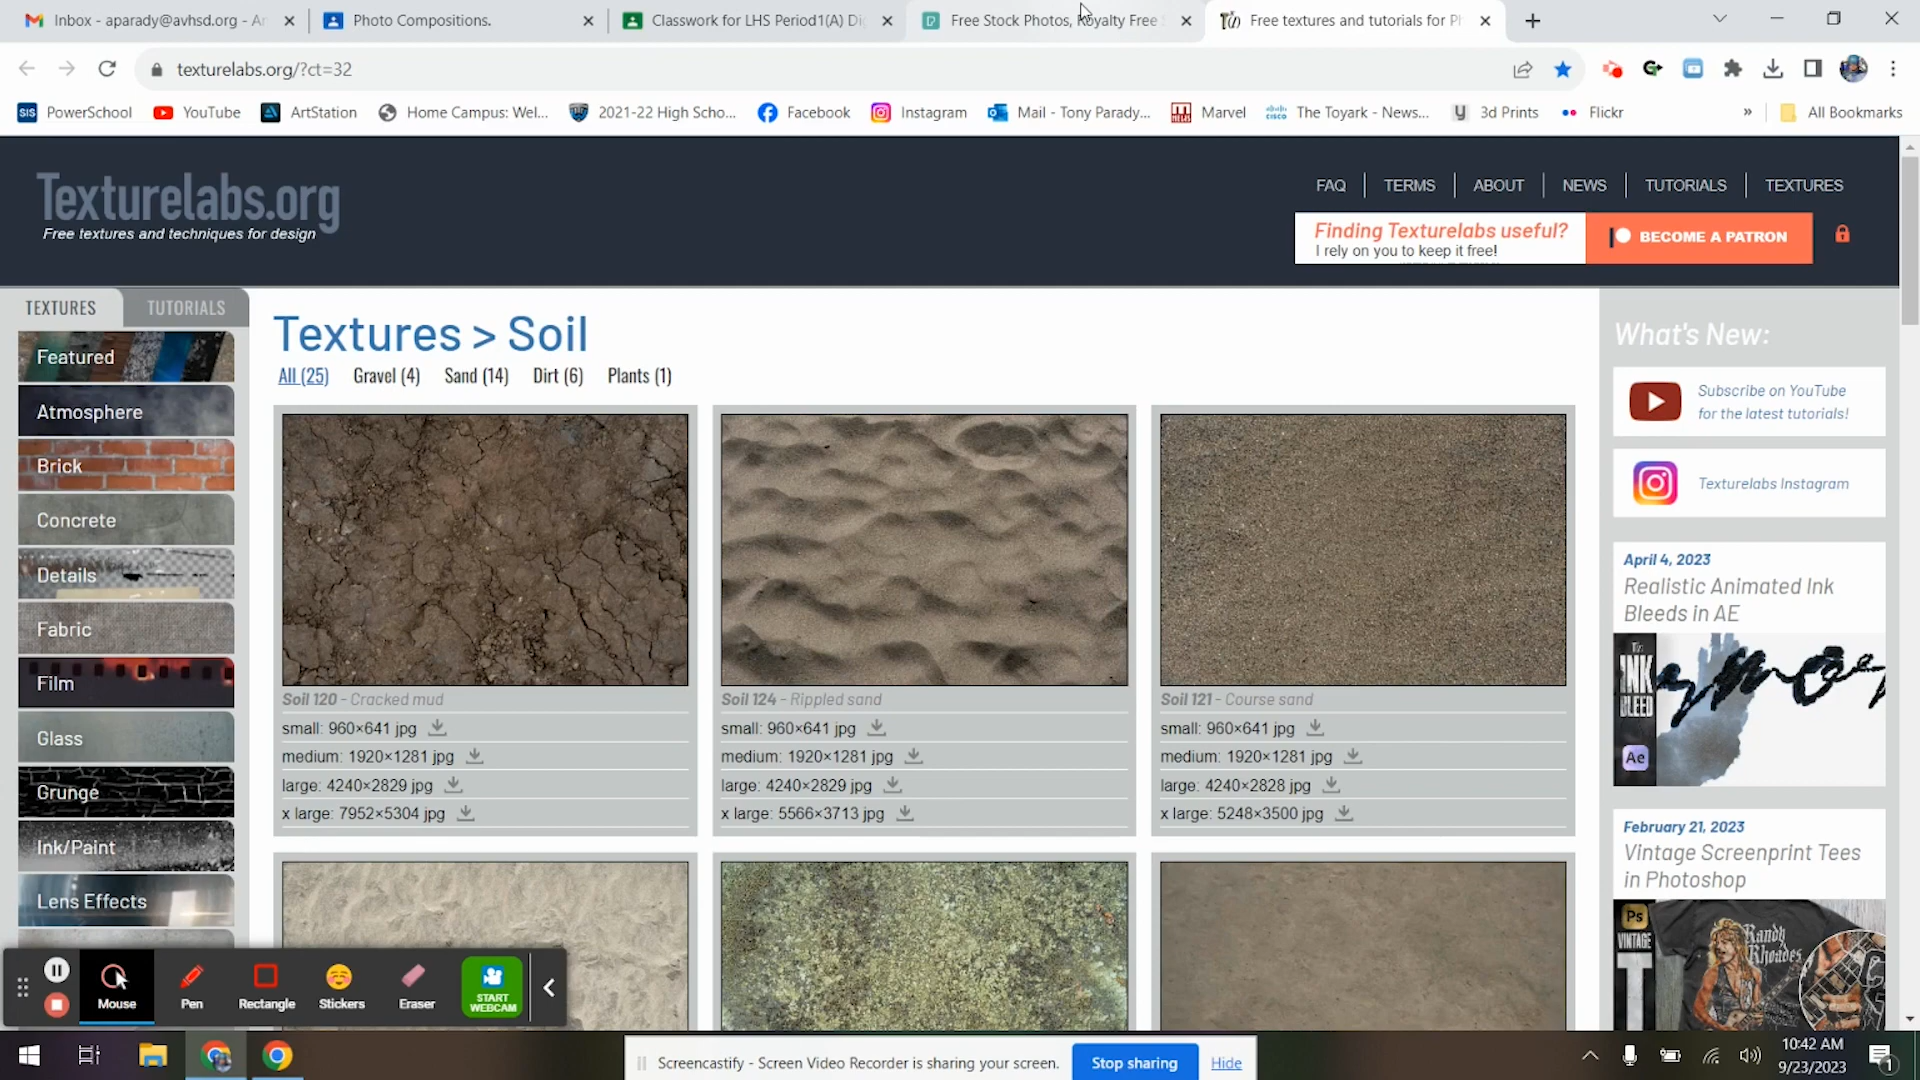 Inbox - aparady@avhsd.org - An
Photo Compositions.
Classwork for LHS Period1(A) Di
Free Stock Photos, Royalty Free S
Free textures and tutorials for Ph
texturelabs.org/?ct=32
SIS PowerSchool
YouTube
ArtStation
Home Campus: Wel...
2021-22 High Scho...
Facebook
Instagram
Mail - Tony Parady...
Marvel
The Toyark - News...
3d Prints
Flickr
»
All Bookmarks
Texturelabs.org
Free textures and techniques for design
FAQ
TERMS
ABOUT
NEWS
TUTORIALS
TEXTURES
Finding Texturelabs useful?
I rely on you to keep it free!
BECOME A PATRON
TEXTURES
TUTORIALS
Featured
Atmosphere
Brick
Concrete
Details
Fabric
Film
Glass
Grunge
Ink/Paint
Lens Effects
Textures > Soil
All (25)
Gravel (4)
Sand (14)
Dirt (6)
Plants (1)
Soil 120 - Cracked mud
small: 960×641 jpg
medium: 1920×1281 jpg
large: 4240×2829 jpg
x large: 7952×5304 jpg
Soil 124 - Rippled sand
small: 960×641 jpg
medium: 1920×1281 jpg
large: 4240×2829 jpg
x large: 5566×3713 jpg
Soil 121 - Course sand
small: 960×641 jpg
medium: 1920×1281 jpg
large: 4240×2828 jpg
x large: 5248×3500 jpg
What's New:
Subscribe on YouTube
for the latest tutorials!
Texturelabs Instagram
April 4, 2023
Realistic Animated Ink
Bleeds in AE
INK
BLEED
Ae
February 21, 2023
Vintage Screenprint Tees
in Photoshop
Ps
VINTAGE
Randy
Rhoades
Mouse
Pen
Rectangle
Stickers
Eraser
START
WEBCAM
Screencastify - Screen Video Recorder is sharing your screen.
Stop sharing
Hide
10:42 AM
9/23/2023
1